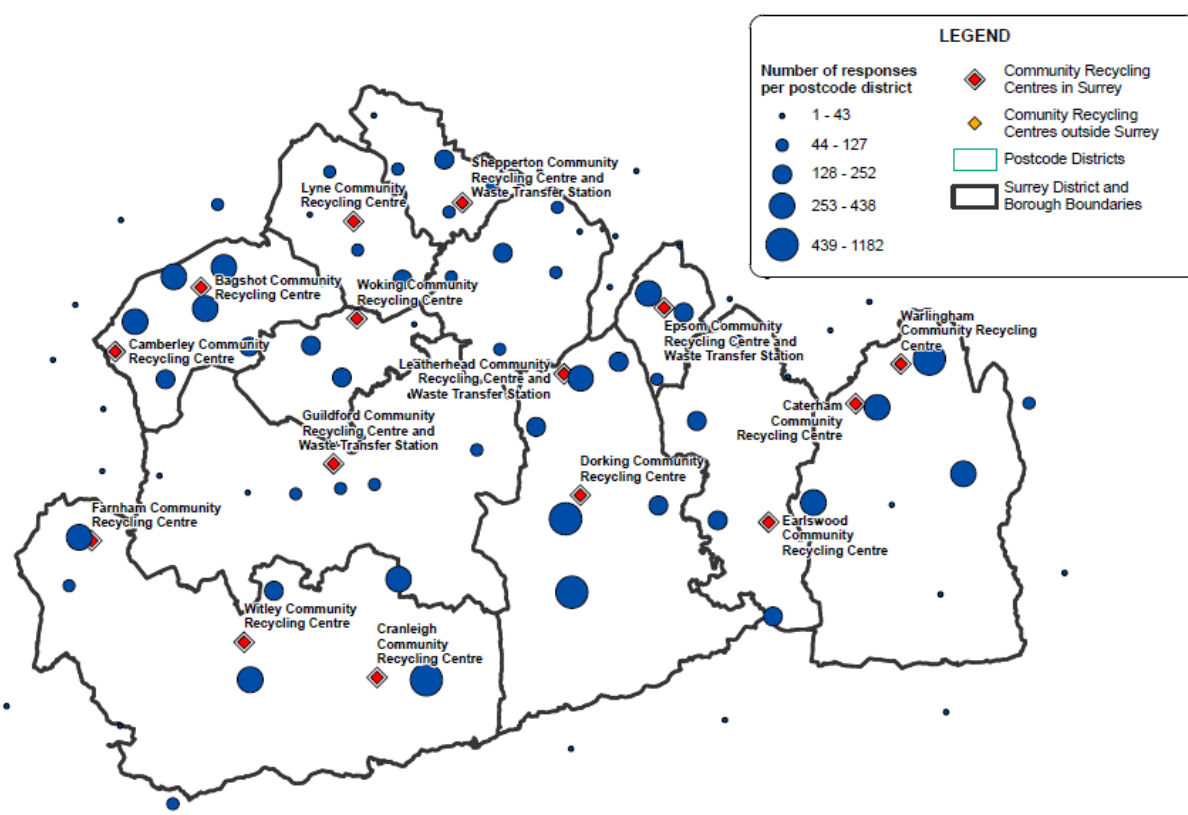 LEGEND
Number of responses
per postcode district
1 - 43
44 - 127
128 - 252
253 - 438
439 - 1182
Community Recycling
Centres in Surrey
Comunity Recycling
Centres outside Surrey
Postcode Districts
Surrey District and
Borough Boundaries
Shepperton Community
Recycling Centre and
Waste Transfer Station
Lyne Community
Recycling Centre
Bagshot Community
Recycling Centre
Woking Community
Recycling Centre
Camberley Community
Recycling Centre
Epsom Community
Recycling Centre and
Waste Transfer Station
Warlingham
Community Recycling
Centre
Leatherhead Community
Recycling Centre and
Waste Transfer Station
Guildford Community
Recycling Centre and
Waste Transfer Station
Caterham
Community
Recycling Centre
Dorking Community
Recycling Centre
Farnham Community
Recycling Centre
Earlswood
Community
Recycling Centre
Witley Community
Recycling Centre
Cranleigh
Community
Recycling Centre